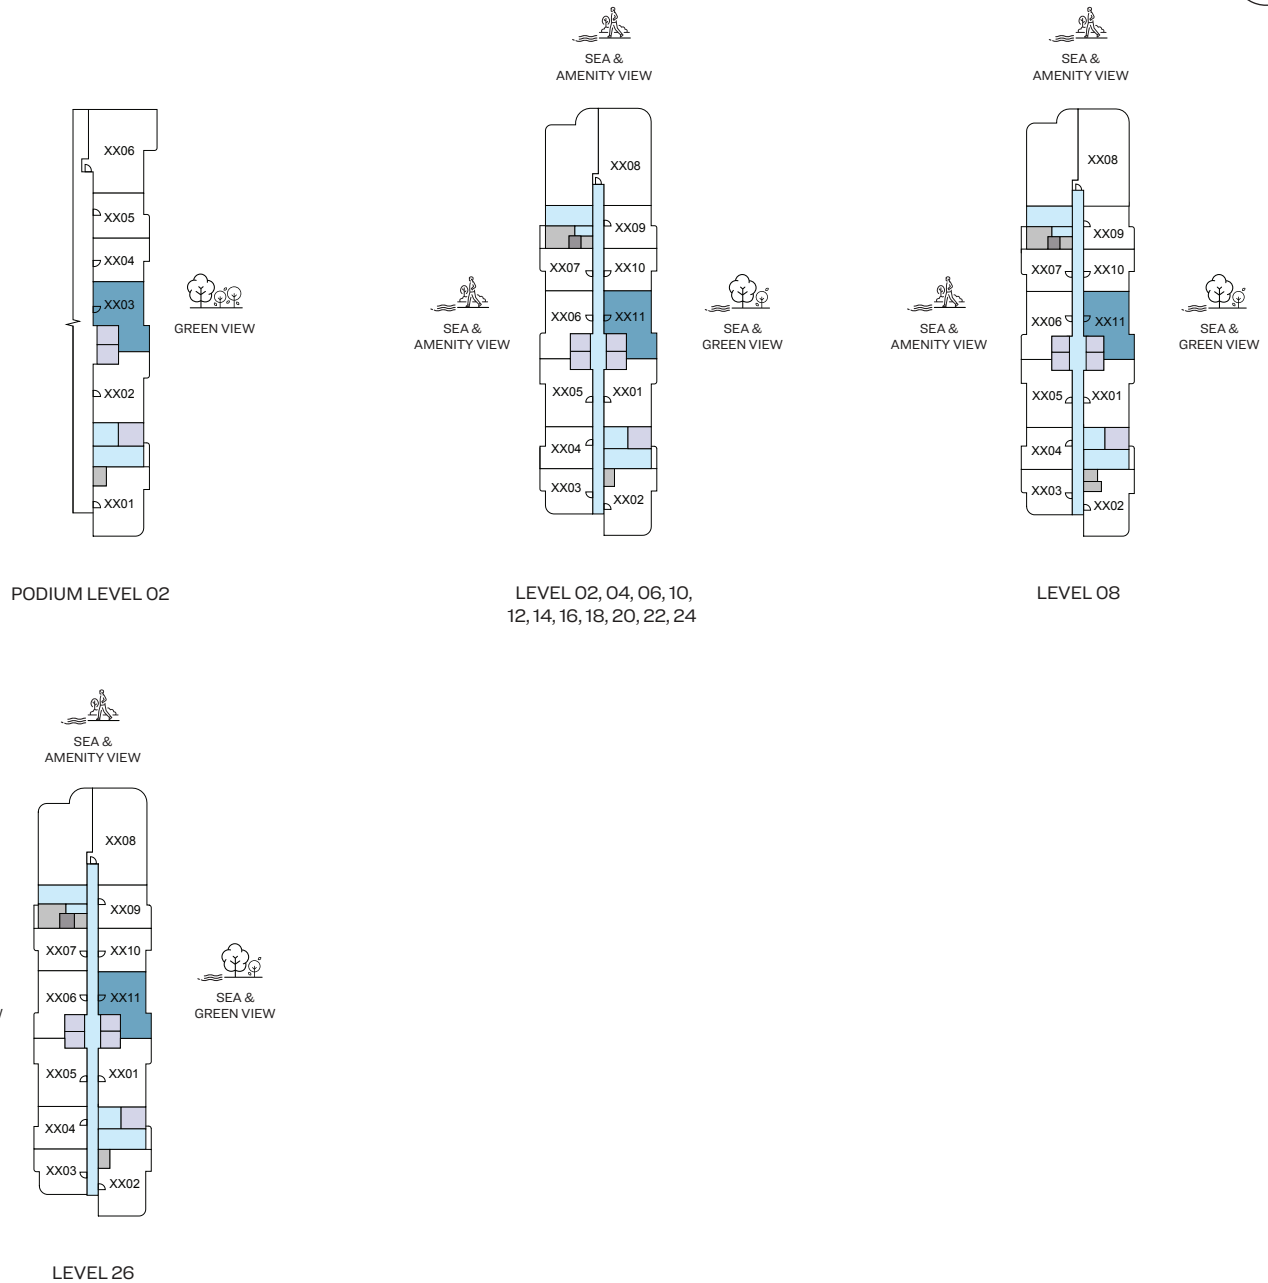 SEA &
AMENITY VIEW
SEA &
AMENITY VIEW
XX06
XX05
XX04
XX03
XX02
XX01
GREEN VIEW
PODIUM LEVEL 02
SEA &
AMENITY VIEW
XX08
XX09
XX07 XX10
XX06 XX11
XX05 XX01
XX04
XX03
XX02
SEA &
GREEN VIEW
LEVEL 02, 04, 06, 10,
12, 14, 16, 18, 20, 22, 24
SEA &
AMENITY VIEW
XX08
XX09
XX07 XX10
XX06 XX11
XX05 XX01
XX04
XX03
XX02
SEA &
GREEN VIEW
LEVEL 08
SEA &
AMENITY VIEW
XX08
XX09
XX07 XX10
XX06 XX11
XX05 XX01
XX04
XX03
XX02
SEA &
GREEN VIEW
LEVEL 26